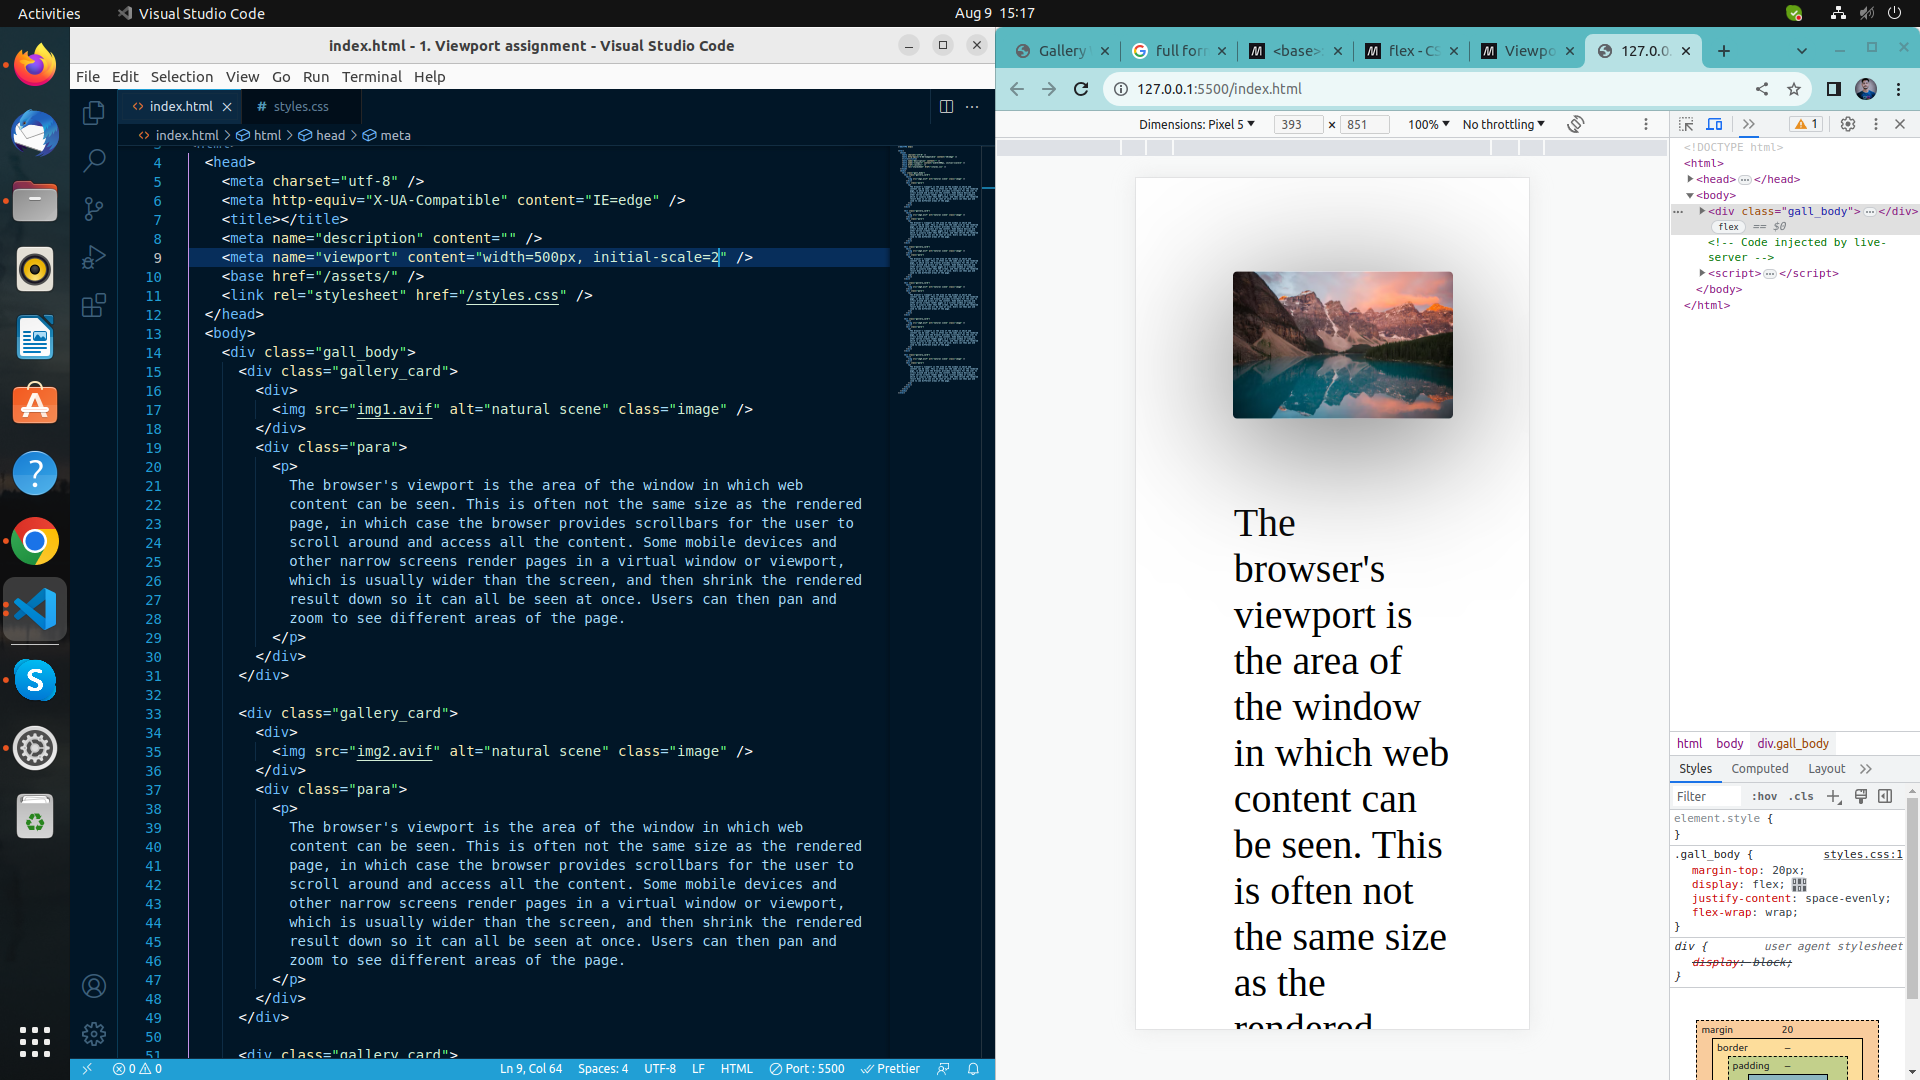 Activities
Visual Studio Code
Aug 9 15:17
index.html - 1. Viewport assignment - Visual Studio Code
File Edit Selection View Go Run Terminal Help
index.html
# styles.css
index.html > html > head > meta
4 <head>
5 <meta charset="utf-8" />
6 <meta http-equiv="X-UA-Compatible" content="IE=edge" />
7 <title></title>
8 <meta name="description" content="" />
9 <meta name="viewport" content="width=500px, initial-scale=2" />
10 <base href="/assets/" />
11 <link rel="stylesheet" href="/styles.css" />
12 </head>
13 <body>
14 <div class="gall_body">
15 <div class="gallery_card">
16 <div>
17 <img src="img1.avif" alt="natural scene" class="image" />
18 </div>
19 <div class="para">
20 <p>
21 The browser's viewport is the area of the window in which web
22 content can be seen. This is often not the same size as the rendered
23 page, in which case the browser provides scrollbars for the user to
24 scroll around and access all the content. Some mobile devices and
25 other narrow screens render pages in a virtual window or viewport,
26 which is usually wider than the screen, and then shrink the rendered
27 result down so it can all be seen at once. Users can then pan and
28 zoom to see different areas of the page.
29 </p>
30 </div>
31 </div>
32
33 <div class="gallery_card">
34 <div>
35 <img src="img2.avif" alt="natural scene" class="image" />
36 </div>
37 <div class="para">
38 <p>
39 The browser's viewport is the area of the window in which web
40 content can be seen. This is often not the same size as the rendered
41 page, in which case the browser provides scrollbars for the user to
42 scroll around and access all the content. Some mobile devices and
43 other narrow screens render pages in a virtual window or viewport,
44 which is usually wider than the screen, and then shrink the rendered
45 result down so it can all be seen at once. Users can then pan and
46 zoom to see different areas of the page.
47 </p>
48 </div>
49 </div>
50
51 <div class="gallery_card">
0 0
Ln 9, Col 64 Spaces: 4 UTF-8 LF HTML Port : 5500 Prettier
Gallery
full for
<base>:
flex - CS
Viewpo
127.0.0.
127.0.0.1:5500/index.html
Dimensions: Pixel 5 393 × 851 100% No throttling
The
browser's
viewport is
the area of
the window
in which web
content can
be seen. This
is often not
the same size
as the
rendered
1
<!DOCTYPE html>
<html>
<head>…</head>
<body>
<div class="gall_body">…</div>
flex == $0
<!-- Code injected by live-
server -->
<script>…</script>
</body>
</html>
html body div.gall_body
Styles Computed Layout
Filter :hov .cls
element.style {
}
.gall_body { styles.css:1
margin-top: 20px;
display: flex;
justify-content: space-evenly;
flex-wrap: wrap;
}
div { user agent stylesheet
display: block;
}
margin 20
border –
padding –